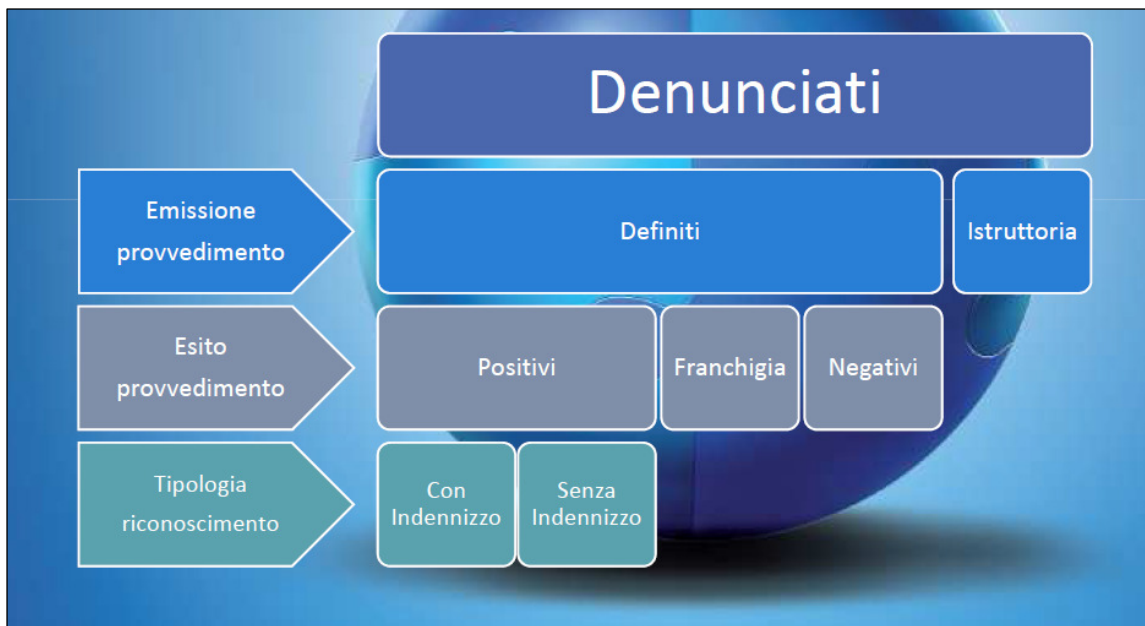 Denunciati
Emissione
provvedimento
Definiti
Istruttoria
Esito
provvedimento
Positivi
Franchigia
Negativi
Tipologia
riconoscimento
Con
Indennizzo
Senza
Indennizzo